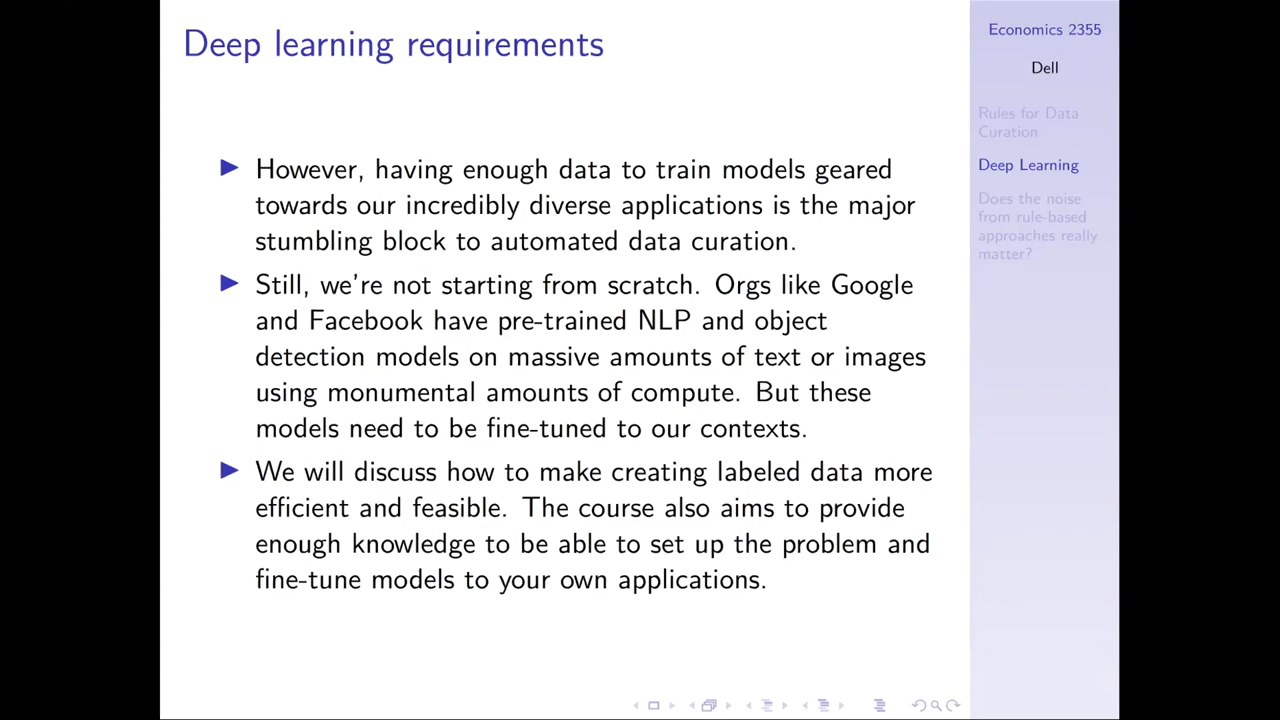 Deep learning requirements
However, having enough data to train models geared
towards our incredibly diverse applications is the major
stumbling block to automated data curation.
Still, we're not starting from scratch. Orgs like Google
and Facebook have pre-trained NLP and object
detection models on massive amounts of text or images
using monumental amounts of compute. But these
models need to be fine-tuned to our contexts.
We will discuss how to make creating labeled data more
efficient and feasible. The course also aims to provide
enough knowledge to be able to set up the problem and
fine-tune models to your own applications.
Economics 2355
Dell
Rules for Data
Curation
Deep Learning
Does the noise
from rule-based
approaches really
matter?